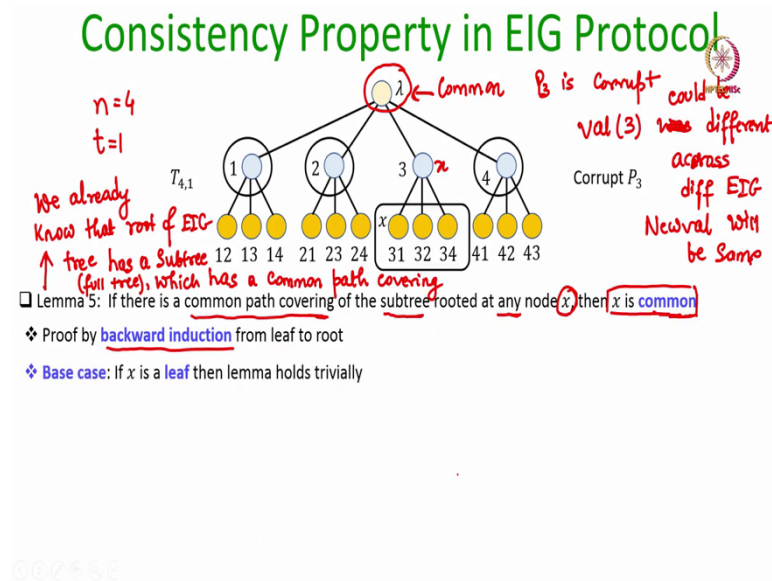 Consistency Property in EIG Protocol
n=4
t=1
λ
← Common
P3 is corrupt
could be
val(3) different
across
diff EIG
Newval will
be same
1
2
3
x
4
T4,1
Corrupt P3
x
12 13 14 21 23 24 31 32 34 41 42 43
We already
know that root of EIG
↑ tree has a subtree
(full tree), which has a common path covering
❑ Lemma 5: If there is a common path covering of the subtree rooted at any node x, then x is common
❖ Proof by backward induction from leaf to root
❖ Base case: If x is a leaf then lemma holds trivially